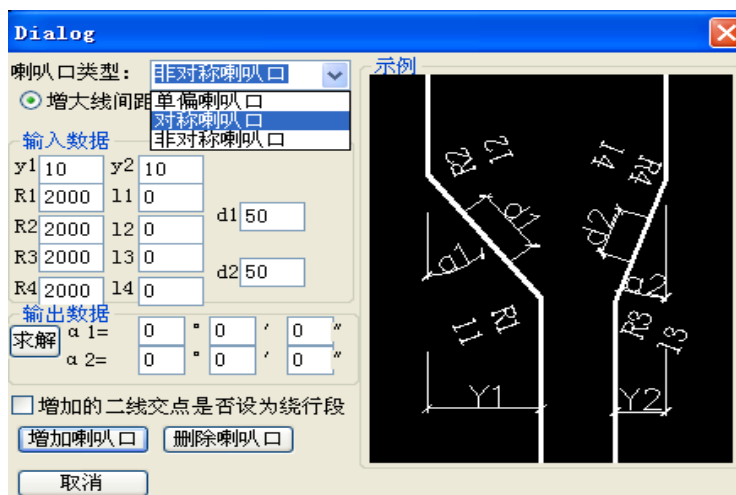 Dialog
喇叭口类型：
非对称喇叭口
单偏喇叭口
对称喇叭口
非对称喇叭口
增大线间距
输入数据
y1 10 y2 10
R1 2000 l1 0
R2 2000 l2 0
R3 2000 l3 0
R4 2000 l4 0
d1 50
d2 50
输出数据
求解
α 1= 0 ° 0 ′ 0 ″
α 2= 0 ° 0 ′ 0 ″
增加的二线交点是否设为绕行段
增加喇叭口 删除喇叭口
取消
示例
R2 l2
l4 R4
d1
d2
α1
α2
l1 R1
R3 l3
Y1
Y2